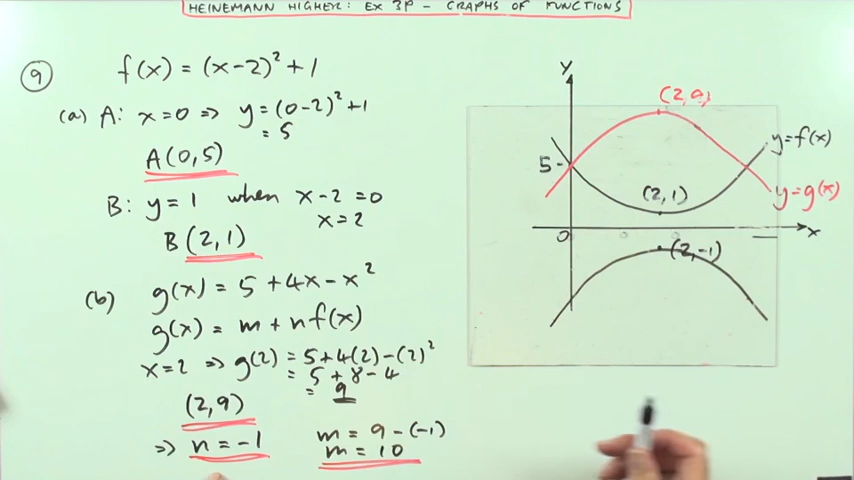 HEINEMANN HIGHER: EX 3P - GRAPHS OF FUNCTIONS
9
f(x) = (x-2)² + 1
(a) A: x=0 ⇒ y = (0-2)² + 1
= 5
A(0,5)
B: y = 1 when x-2 = 0
x = 2
B(2,1)
(b) g(x) = 5 + 4x - x²
g(x) = m + n f(x)
x=2 ⇒ g(2) = 5+4(2)-(2)²
= 5 + 8 - 4
= 9
(2,9)
⇒ n = -1
m = 9 - (-1)
m = 10
y
(2,9)
y=f(x)
5
(2,1)
y=g(x)
0
x
(2,-1)